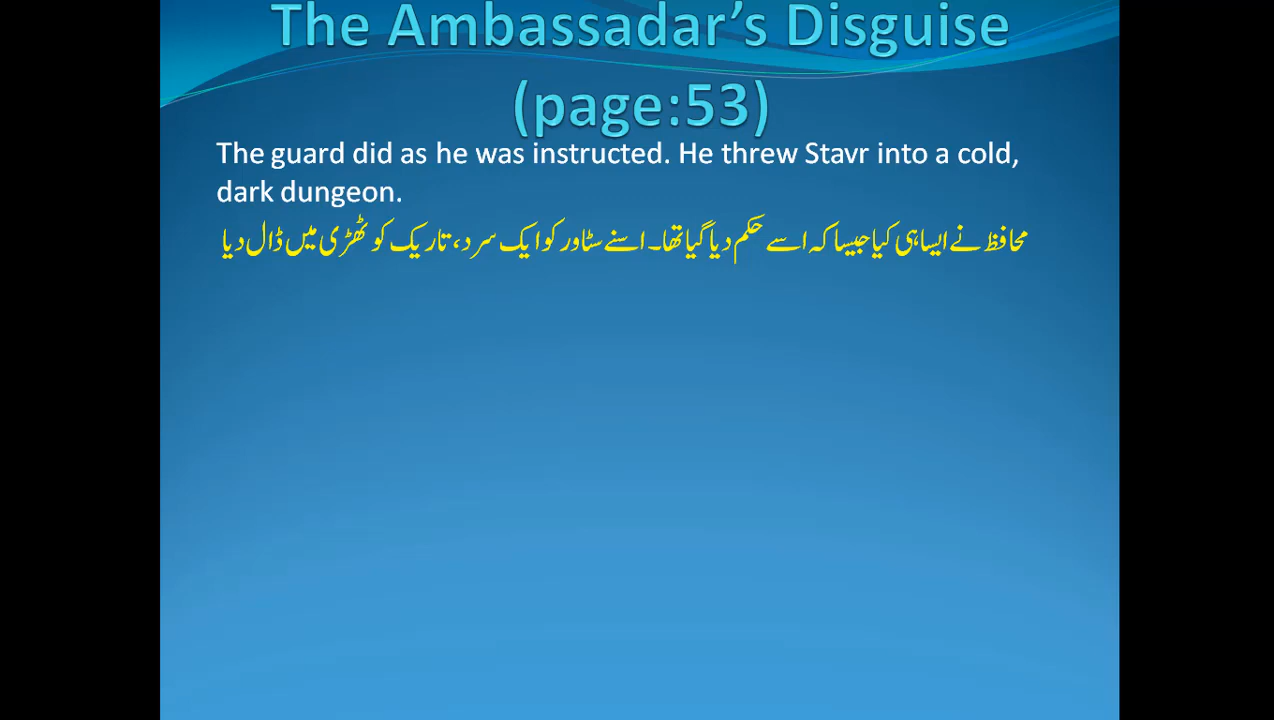 The Ambassadar’s Disguise
(page:53)
The guard did as he was instructed. He threw Stavr into a cold,
dark dungeon.
محافظ نے ایسا ہی کیا جیسا کہ اسے حکم دیا گیا تھا۔ اسنے سٹاور کو ایک سرد، تاریک کو ٹھڑی میں ڈال دیا